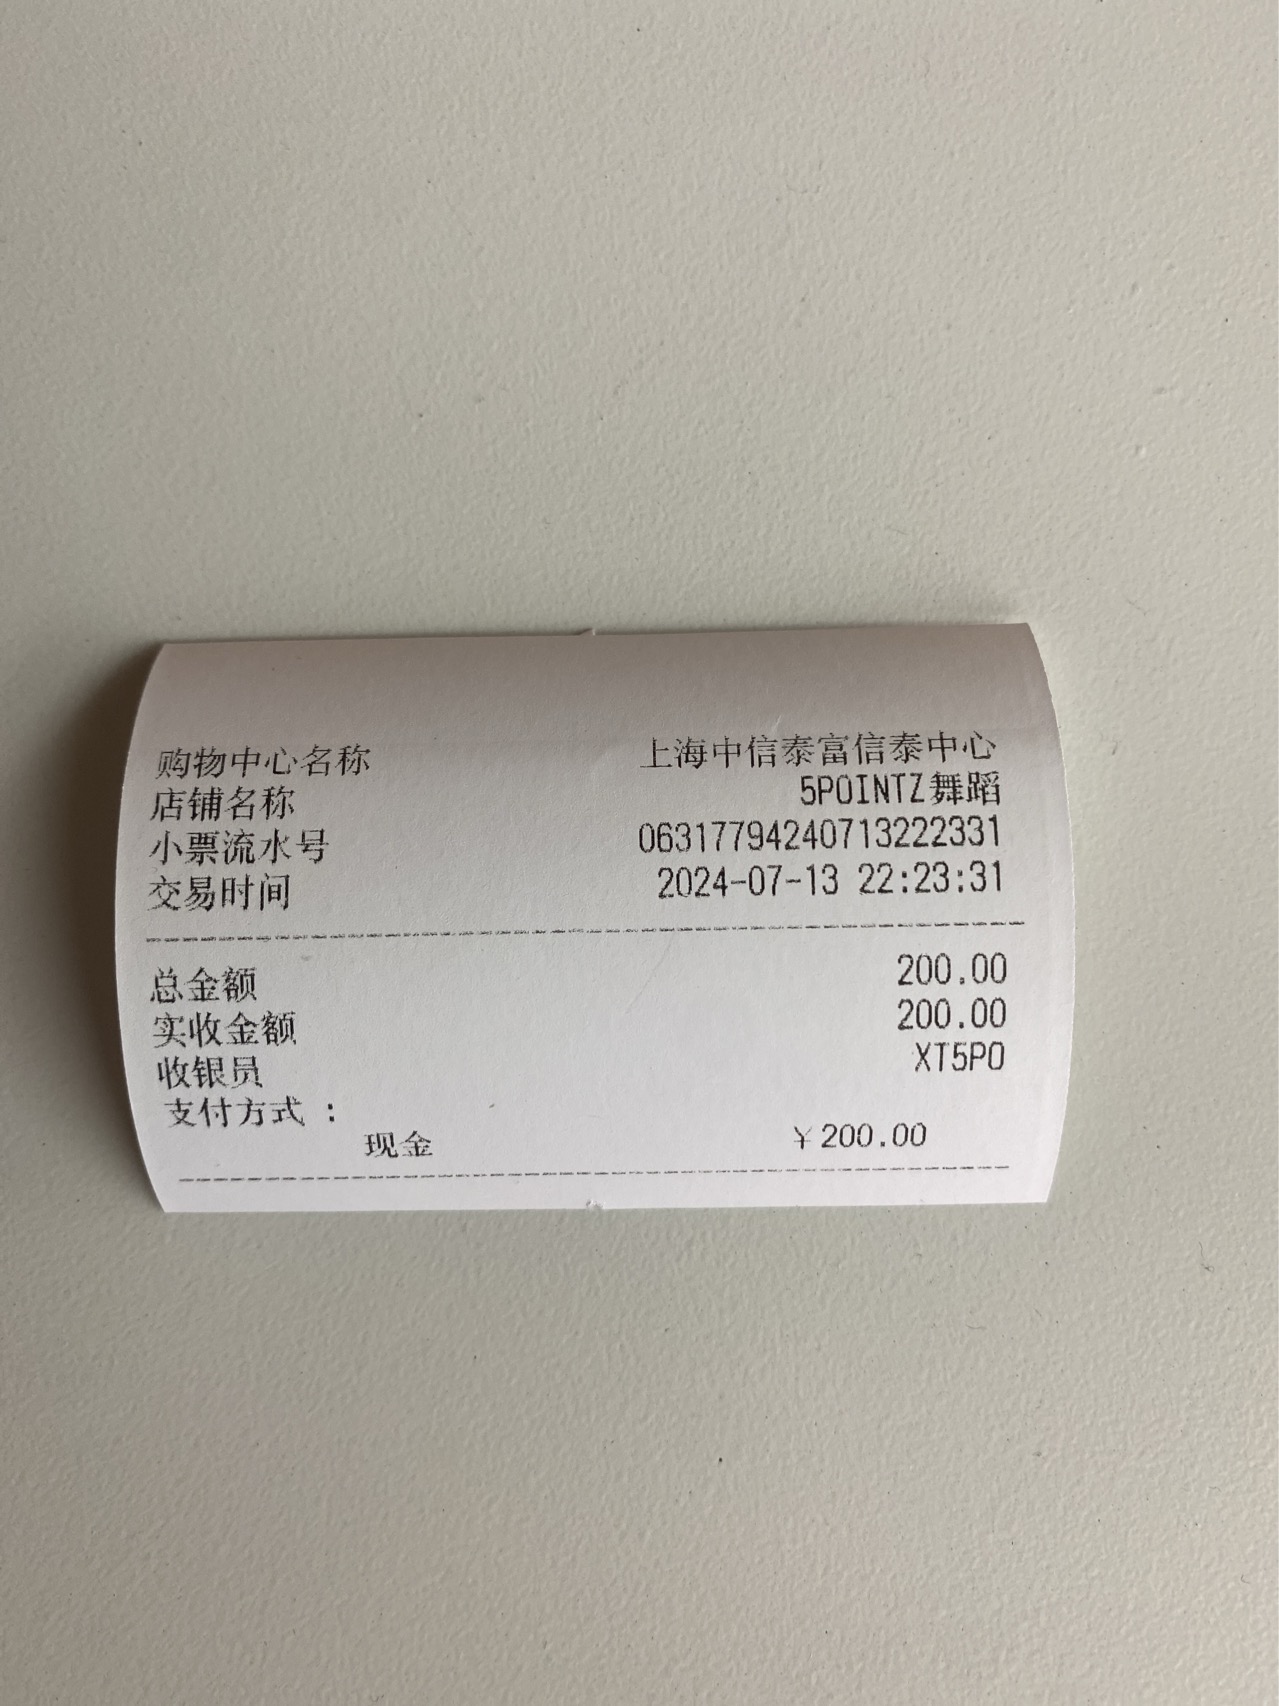 购物中心名称 上海中信泰富信泰中心
店铺名称 5POINTZ舞蹈
小票流水号 06317794240713222331
交易时间 2024-07-13 22:23:31
总金额 200.00
实收金额 200.00
收银员 XT5PO
支付方式 :
现金 ¥200.00